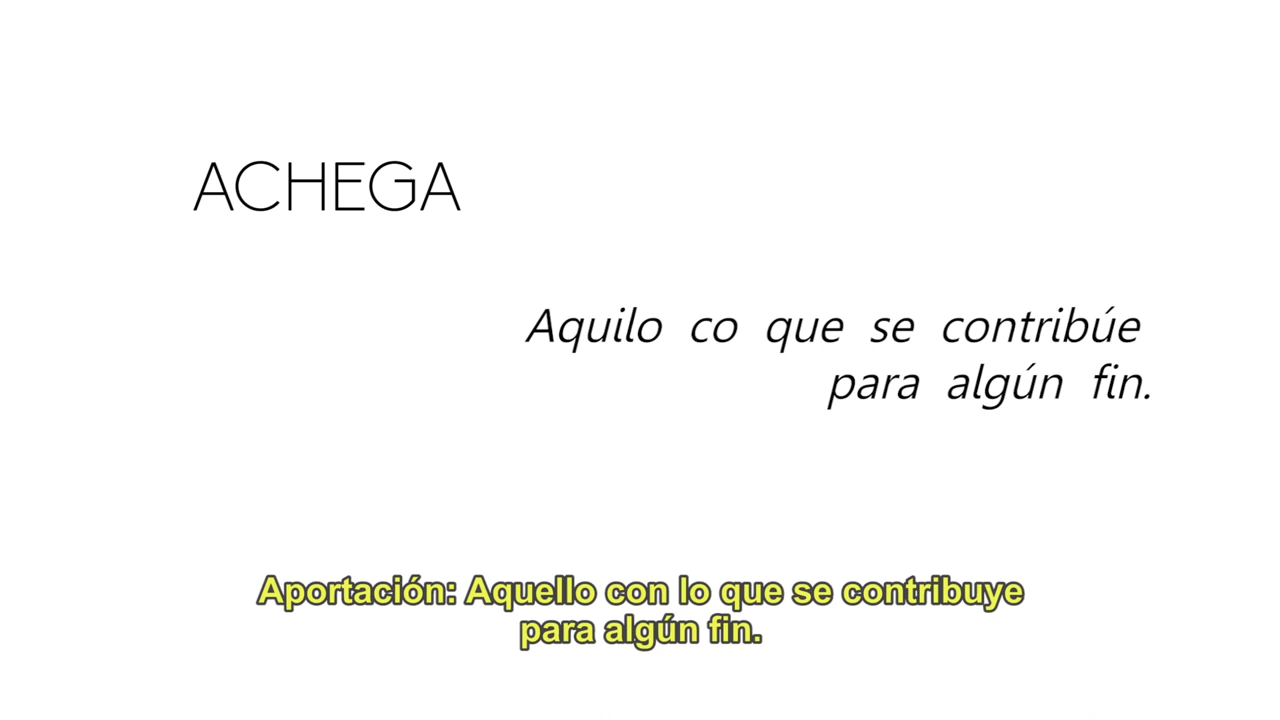 ACHEGA
Aquilo co que se contribúe
para algún fin.
Aportación: Aquello con lo que se contribuye
para algún fin.